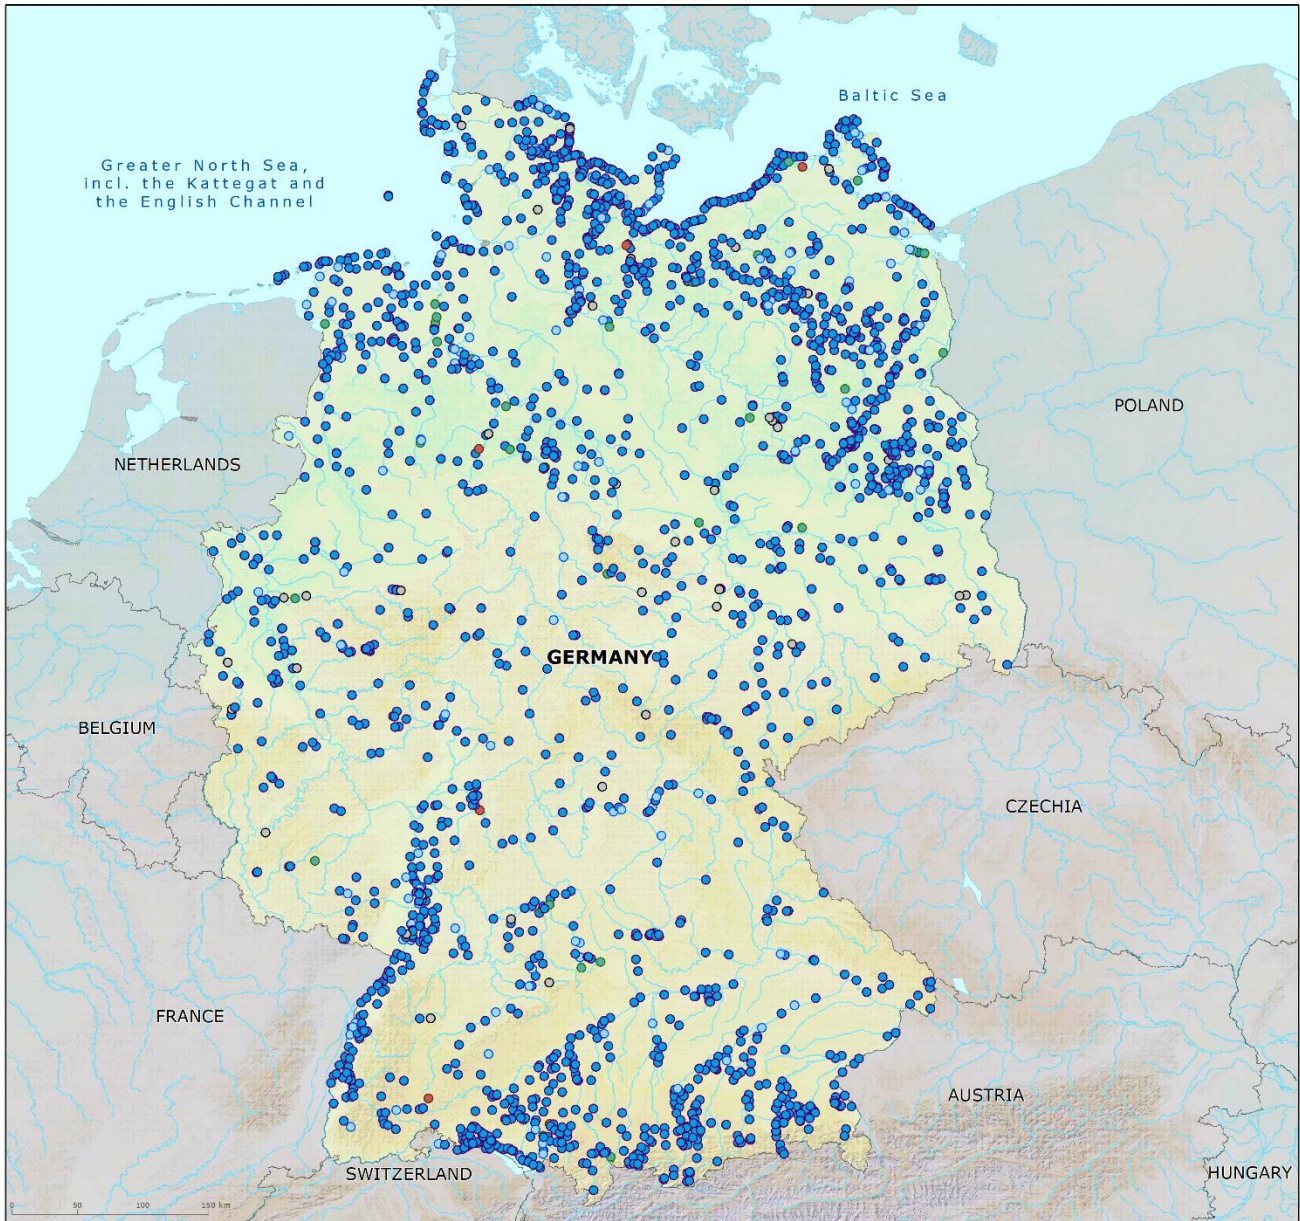 Baltic Sea
Greater North Sea,
incl. the Kattegat and
the English Channel
POLAND
NETHERLANDS
GERMANY
BELGIUM
CZECHIA
FRANCE
AUSTRIA
SWITZERLAND
HUNGARY
0 50 100 150 km